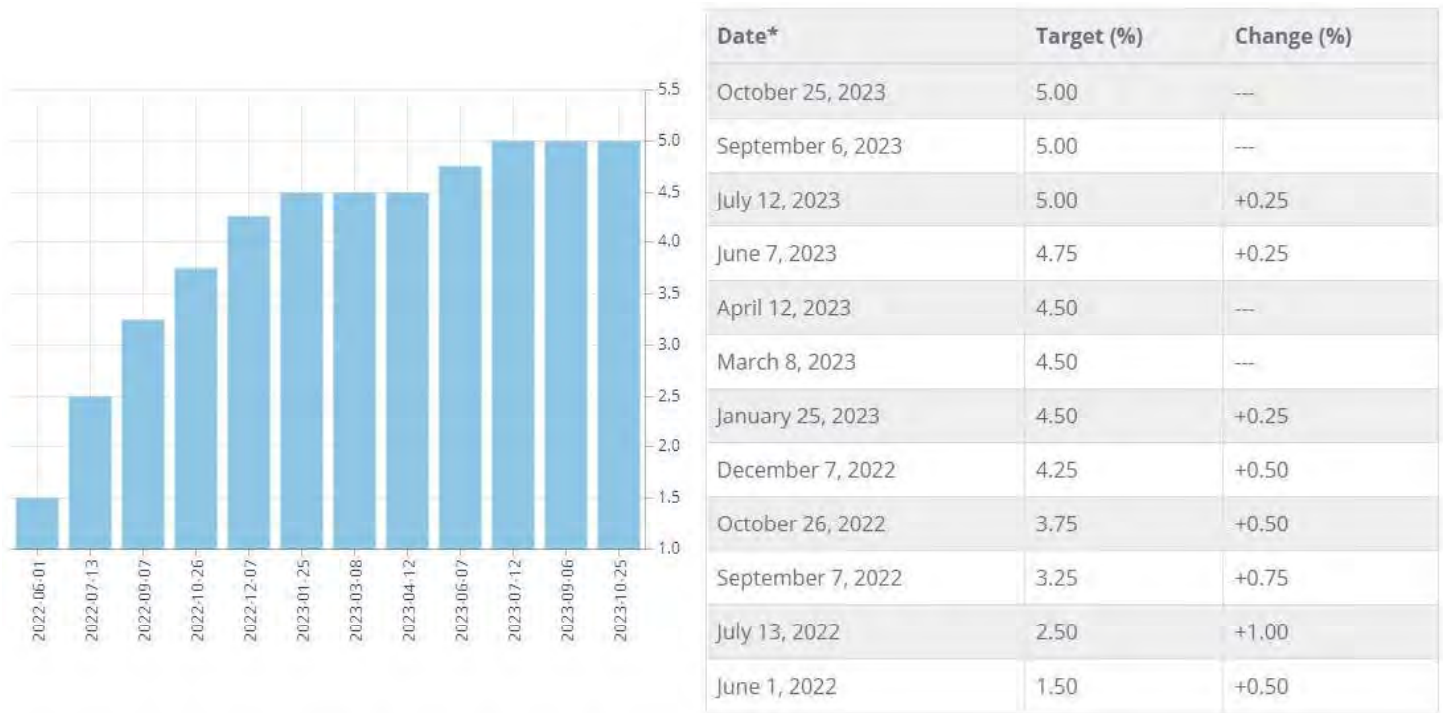 5.5
5.0
4.5
4.0
3.5
3.0
2.5
2.0
1.5
1.0
2022-06-01
2022-07-13
2022-09-07
2022-10-26
2022-12-07
2023-01-25
2023-03-08
2023-04-12
2023-06-07
2023-07-12
2023-09-06
2023-10-25
Date* Target (%) Change (%)
October 25, 2023 5.00 ---
September 6, 2023 5.00 ---
July 12, 2023 5.00 +0.25
June 7, 2023 4.75 +0.25
April 12, 2023 4.50 ---
March 8, 2023 4.50 ---
January 25, 2023 4.50 +0.25
December 7, 2022 4.25 +0.50
October 26, 2022 3.75 +0.50
September 7, 2022 3.25 +0.75
July 13, 2022 2.50 +1.00
June 1, 2022 1.50 +0.50